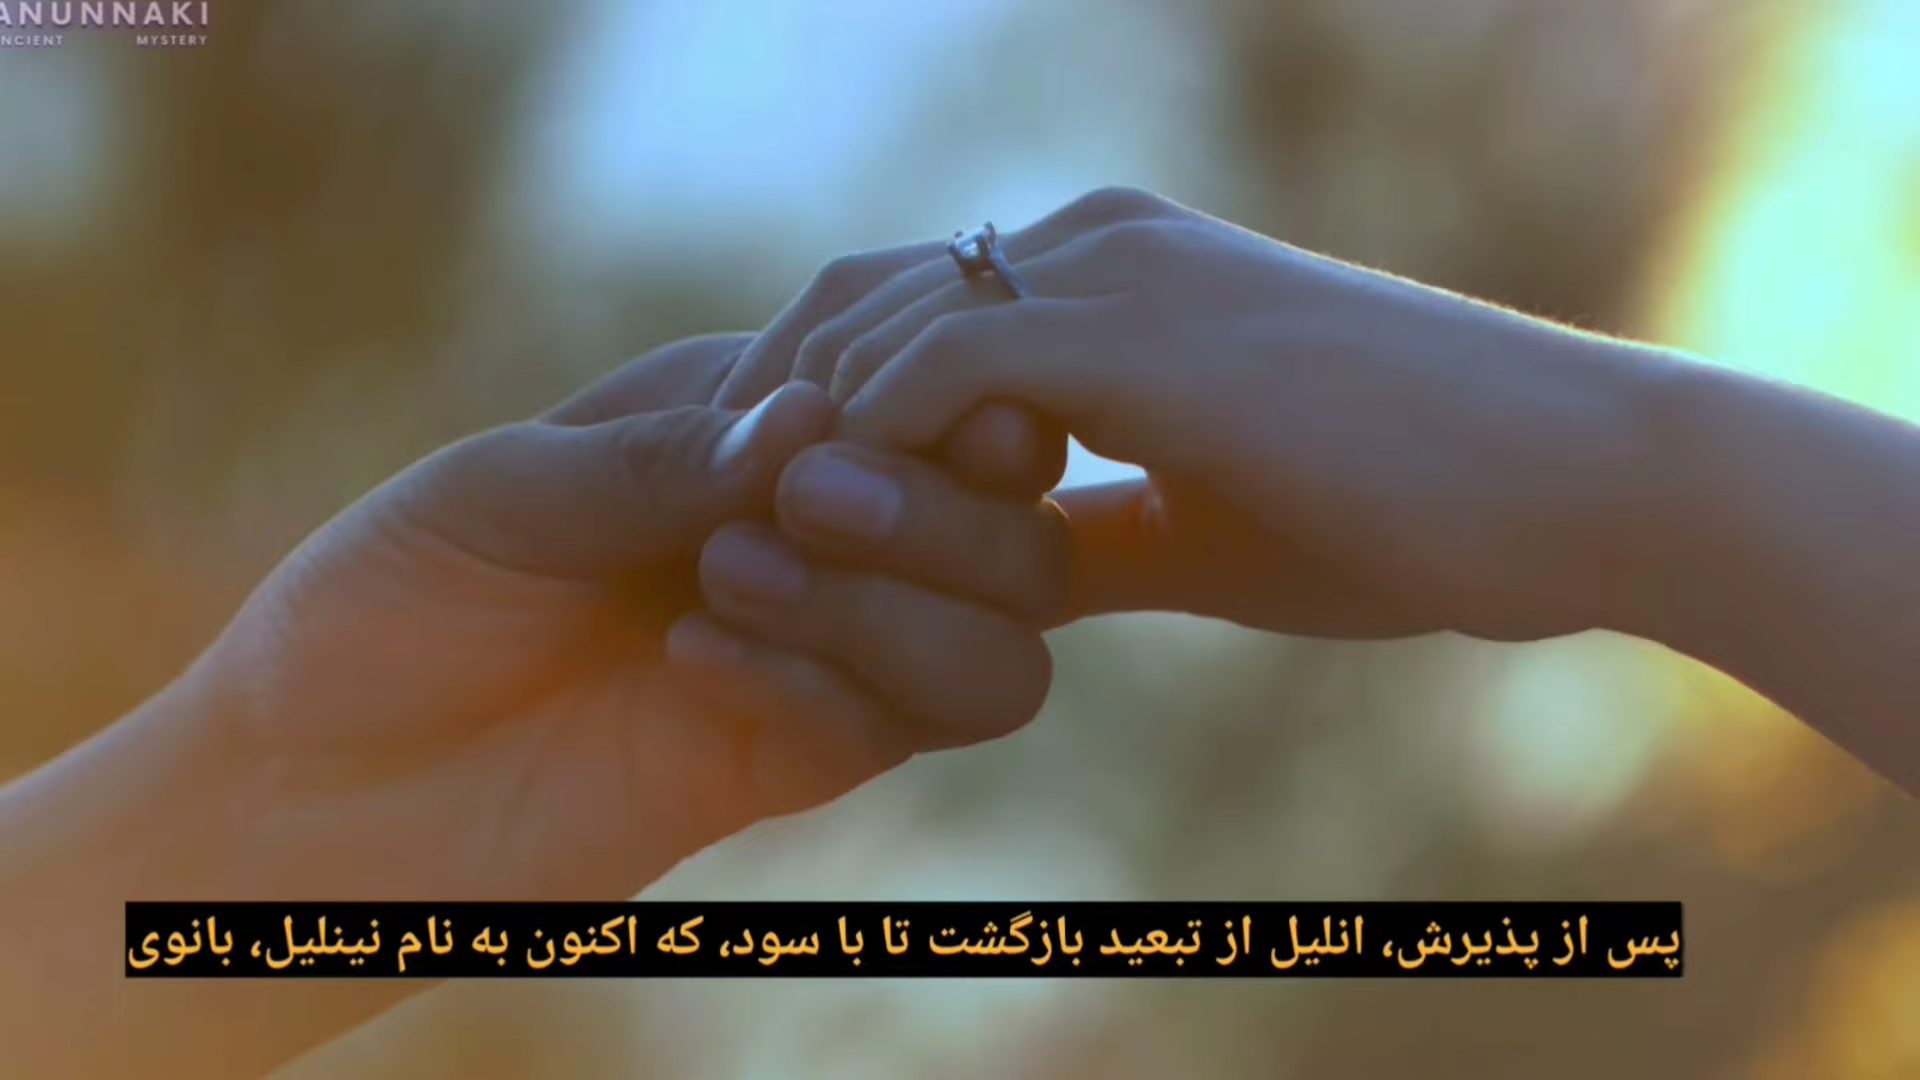 ANUNNAKI
NCIENT MYSTERY
پس از پذیرش، انلیل از تبعید بازگشت تا با سود، که اکنون به نام نینلیل، بانوی